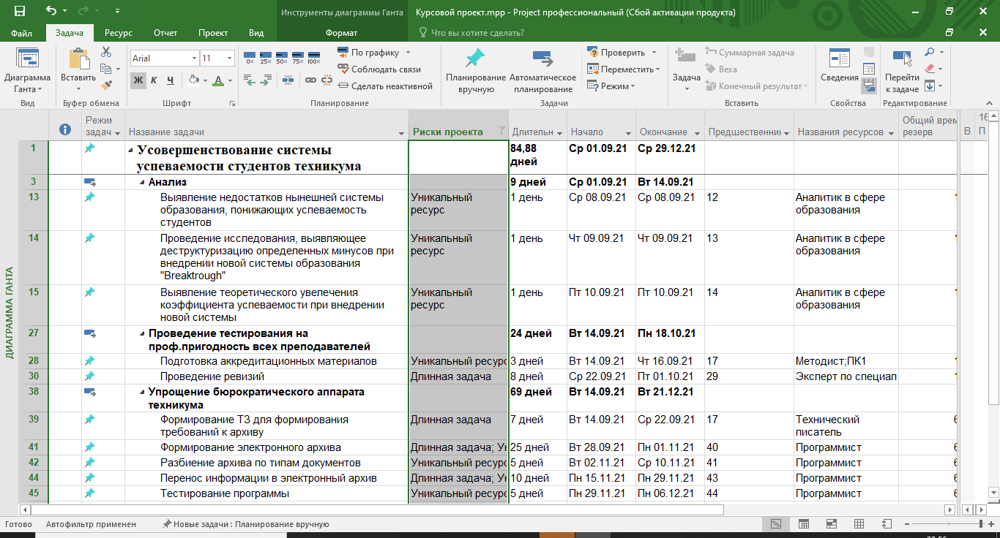 Инструменты диаграммы Ганта
Курсовой проект.mpp - Project профессиональный (Сбой активации продукта)
Файл Задача Ресурс Отчет Проект Вид Формат Что вы хотите сделать?
Диаграмма Ганта
Вид
Вставить
Буфер обмена
Arial 11
Ж К Ч А
Шрифт
0% 25% 50% 75% 100%
По графику
Соблюдать связи
Сделать неактивной
Планирование
Планирование вручную
Автоматическое планирование
Проверить
Переместить
Режим
Задачи
Задача
Суммарная задача
Веха
Конечный результат
Вставить
Сведения
Свойства
Перейти к задаче
Редактирование
Режим задачи Название задачи Риски проекта Длительн Начало Окончание Предшественник Названия ресурсов Общий врем резерв В 16 П
ДИАГРАММА ГАНТА
1 Усовершенствование системы 84,88 Ср 01.09.21 Ср 29.12.21
успеваемости студентов техникума дней
3 Анализ 9 дней Ср 01.09.21 Вт 14.09.21
13 Выявление недостатков нынешней системы Уникальный 1 день Ср 08.09.21 Ср 08.09.21 12 Аналитик в сфере
образования, понижающих успеваемость ресурс образования
студентов
14 Проведение исследования, выявляющее Уникальный 1 день Чт 09.09.21 Чт 09.09.21 13 Аналитик в сфере
деструктуризацию определенных минусов при ресурс образования
внедрении новой системы образования
"Breaktrough"
15 Выявление теоретического увелечения Уникальный 1 день Пт 10.09.21 Пт 10.09.21 14 Аналитик в сфере
коэффициента успеваемости при внедрении ресурс образования
новой системы
27 Проведение тестирования на 24 дней Вт 14.09.21 Пн 18.10.21
проф.пригодность всех преподавателей
28 Подготовка аккредитационных материалов Уникальный ресурс 3 дней Вт 14.09.21 Чт 16.09.21 17 Методист;ПК1
30 Проведение ревизий Длинная задача 8 дней Ср 22.09.21 Пт 01.10.21 29 Эксперт по специал
38 Упрощение бюрократического аппарата 69 дней Вт 14.09.21 Вт 21.12.21
техникума
39 Формирование ТЗ для формирования Длинная задача 7 дней Вт 14.09.21 Ср 22.09.21 17 Технический 6
требований к архиву писатель
41 Формирование электронного архива Длинная задача; Ун 25 дней Вт 28.09.21 Пн 01.11.21 40 Программист 6
42 Разбиение архива по типам документов Уникальный ресурс 5 дней Вт 02.11.21 Ср 10.11.21 41 Программист 6
44 Перенос информации в электронный архив Длинная задача; Ун 10 дней Пн 15.11.21 Пн 29.11.21 43 Программист 6
45 Тестирование программы Уникальный ресурс 5 дней Пн 29.11.21 Пн 06.12.21 44 Программист 6
Готово Автофильтр применен Новые задачи : Планирование вручную